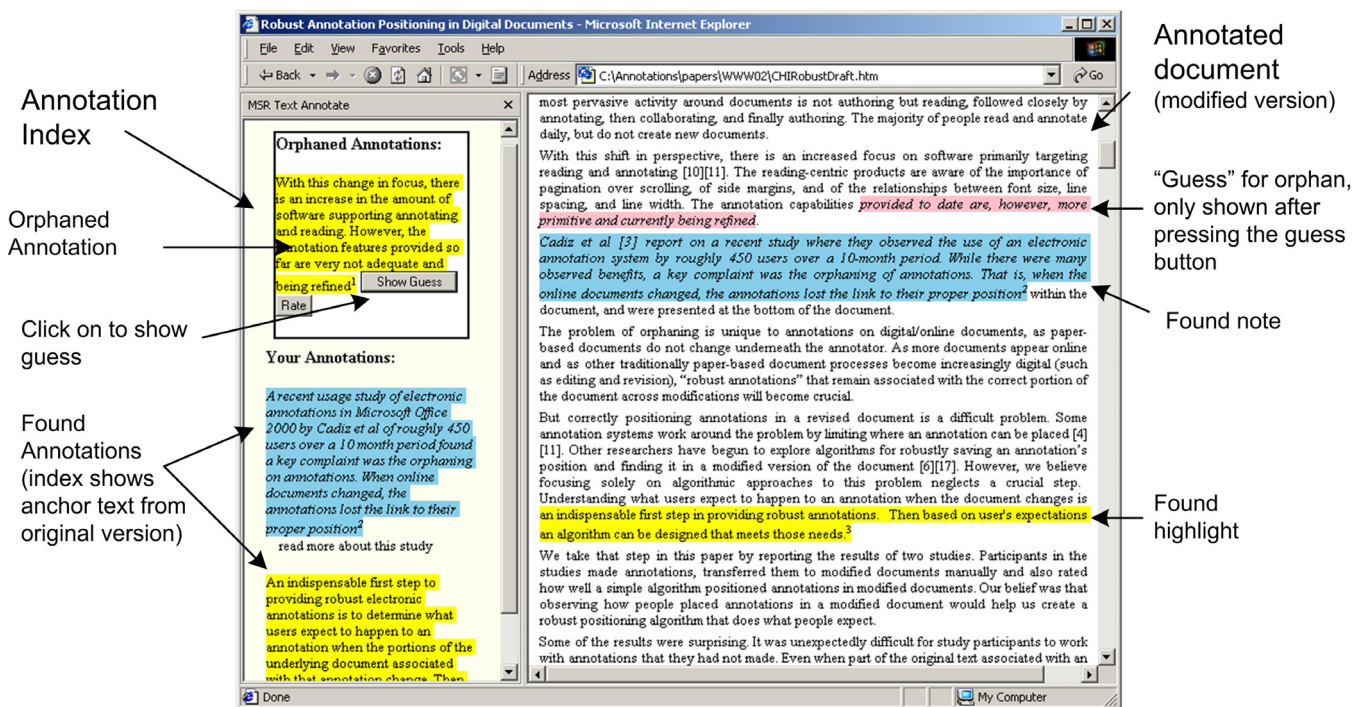 Robust Annotation Positioning in Digital Documents - Microsoft Internet Explorer
File Edit View Favorites Tools Help
Back
Address C:\Annotations\papers\WWW02\CHIRobustDraft.htm
Go
Annotation
Index
Orphaned
Annotation
Click on to show
guess
Found
Annotations
(index shows
anchor text from
original version)
MSR Text Annotate
Orphaned Annotations:
With this change in focus, there
is an increase in the amount of
software supporting annotating
and reading. However, the
annotation features provided so
far are very not adequate and
being refined1 Show Guess
Rate
Your Annotations:
A recent usage study of electronic
annotations in Microsoft Office
2000 by Cadiz et al of roughly 450
users over a 10 month period found
a key complaint was the orphaning
on annotations. When online
documents changed, the
annotations lost the link to their
proper position2
read more about this study
An indispensable first step to
providing robust electronic
annotations is to determine what
users expect to happen to an
annotation when the portions of the
underlying document associated
with that annotation change. Then
most pervasive activity around documents is not authoring but reading, followed closely by
annotating, then collaborating, and finally authoring. The majority of people read and annotate
daily, but do not create new documents.
With this shift in perspective, there is an increased focus on software primarily targeting
reading and annotating [10][11]. The reading-centric products are aware of the importance of
pagination over scrolling, of side margins, and of the relationships between font size, line
spacing, and line width. The annotation capabilities provided to date are, however, more
primitive and currently being refined.
Cadiz et al [3] report on a recent study where they observed the use of an electronic
annotation system by roughly 450 users over a 10-month period. While there were many
observed benefits, a key complaint was the orphaning of annotations. That is, when the
online documents changed, the annotations lost the link to their proper position2 within the
document, and were presented at the bottom of the document.
The problem of orphaning is unique to annotations on digital/online documents, as paper-
based documents do not change underneath the annotator. As more documents appear online
and as other traditionally paper-based document processes become increasingly digital (such
as editing and revision), “robust annotations” that remain associated with the correct portion of
the document across modifications will become crucial.
But correctly positioning annotations in a revised document is a difficult problem. Some
annotation systems work around the problem by limiting where an annotation can be placed [4]
[11]. Other researchers have begun to explore algorithms for robustly saving an annotation’s
position and finding it in a modified version of the document [6][17]. However, we believe
focusing solely on algorithmic approaches to this problem neglects a crucial step.
Understanding what users expect to happen to an annotation when the document changes is
an indispensable first step in providing robust annotations. Then based on user's expectations
an algorithm can be designed that meets those needs.3
We take that step in this paper by reporting the results of two studies. Participants in the
studies made annotations, transferred them to modified documents manually and also rated
how well a simple algorithm positioned annotations in modified documents. Our belief was that
observing how people placed annotations in a modified document would help us create a
robust positioning algorithm that does what people expect.
Some of the results were surprising. It was unexpectedly difficult for study participants to work
with annotations that they had not made. Even when part of the original text associated with an
Annotated
document
(modified version)
“Guess” for orphan,
only shown after
pressing the guess
button
Found note
Found
highlight
Done
My Computer